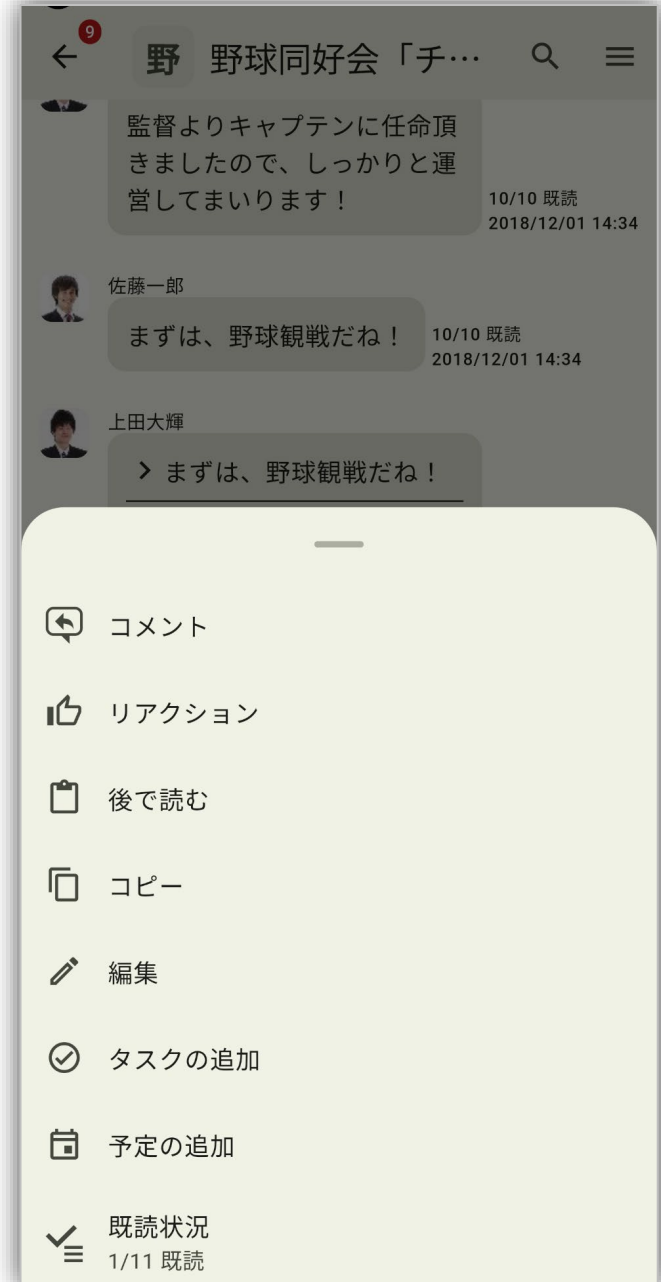 9
野 野球同好会「チ…
監督よりキャプテンに任命頂
きましたので、しっかりと運
営してまいります！
10/10 既読
2018/12/01 14:34
佐藤一郎
まずは、野球観戦だね！
10/10 既読
2018/12/01 14:34
上田大輝
> まずは、野球観戦だね！
コメント
リアクション
後で読む
コピー
編集
タスクの追加
予定の追加
既読状況
1/11 既読